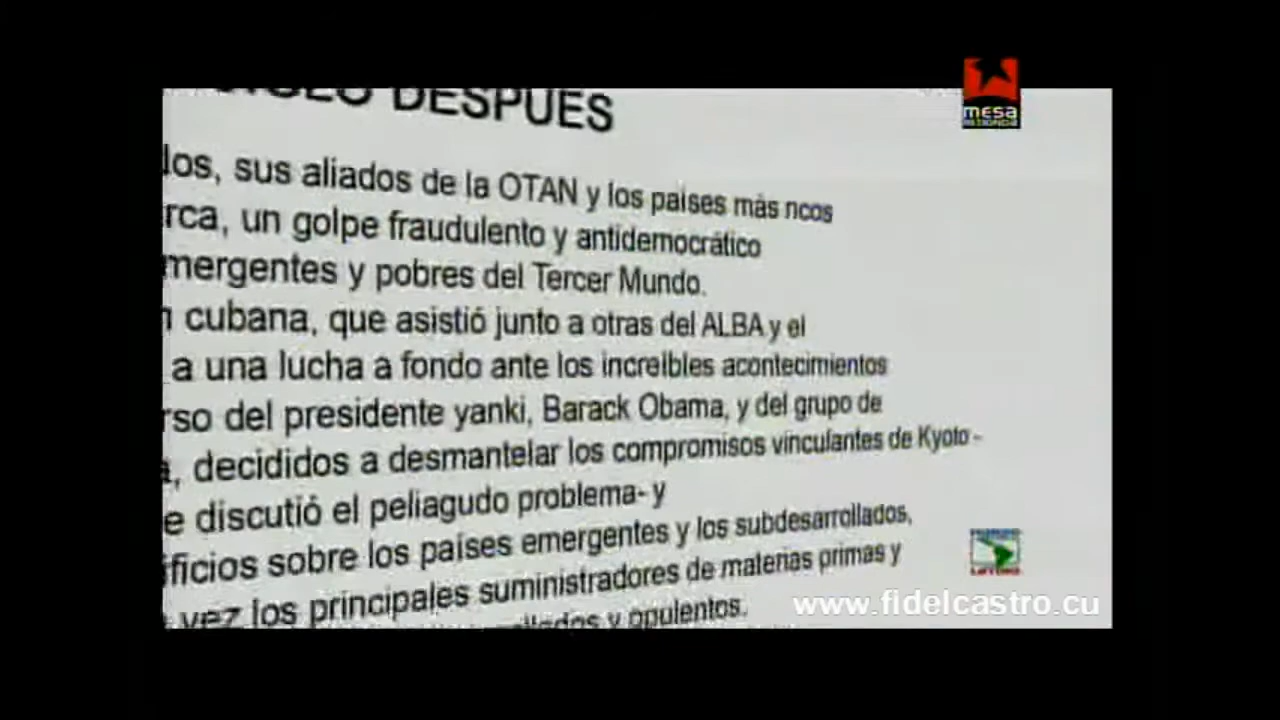 DESPUES
MESA
REDONDA
los, sus aliados de la OTAN y los países más ricos
rca, un golpe fraudulento y antidemocrático
mergentes y pobres del Tercer Mundo.
n cubana, que asistió junto a otras del ALBA y el
a una lucha a fondo ante los increíbles acontecimientos
rso del presidente yanki, Barack Obama, y del grupo de
a, decididos a desmantelar los compromisos vinculantes de Kyoto -
e discutió el peliagudo problema- y
ficios sobre los países emergentes y los subdesarrollados,
vez los principales suministradores de materias primas y
y opulentos.
www.fidelcastro.cu